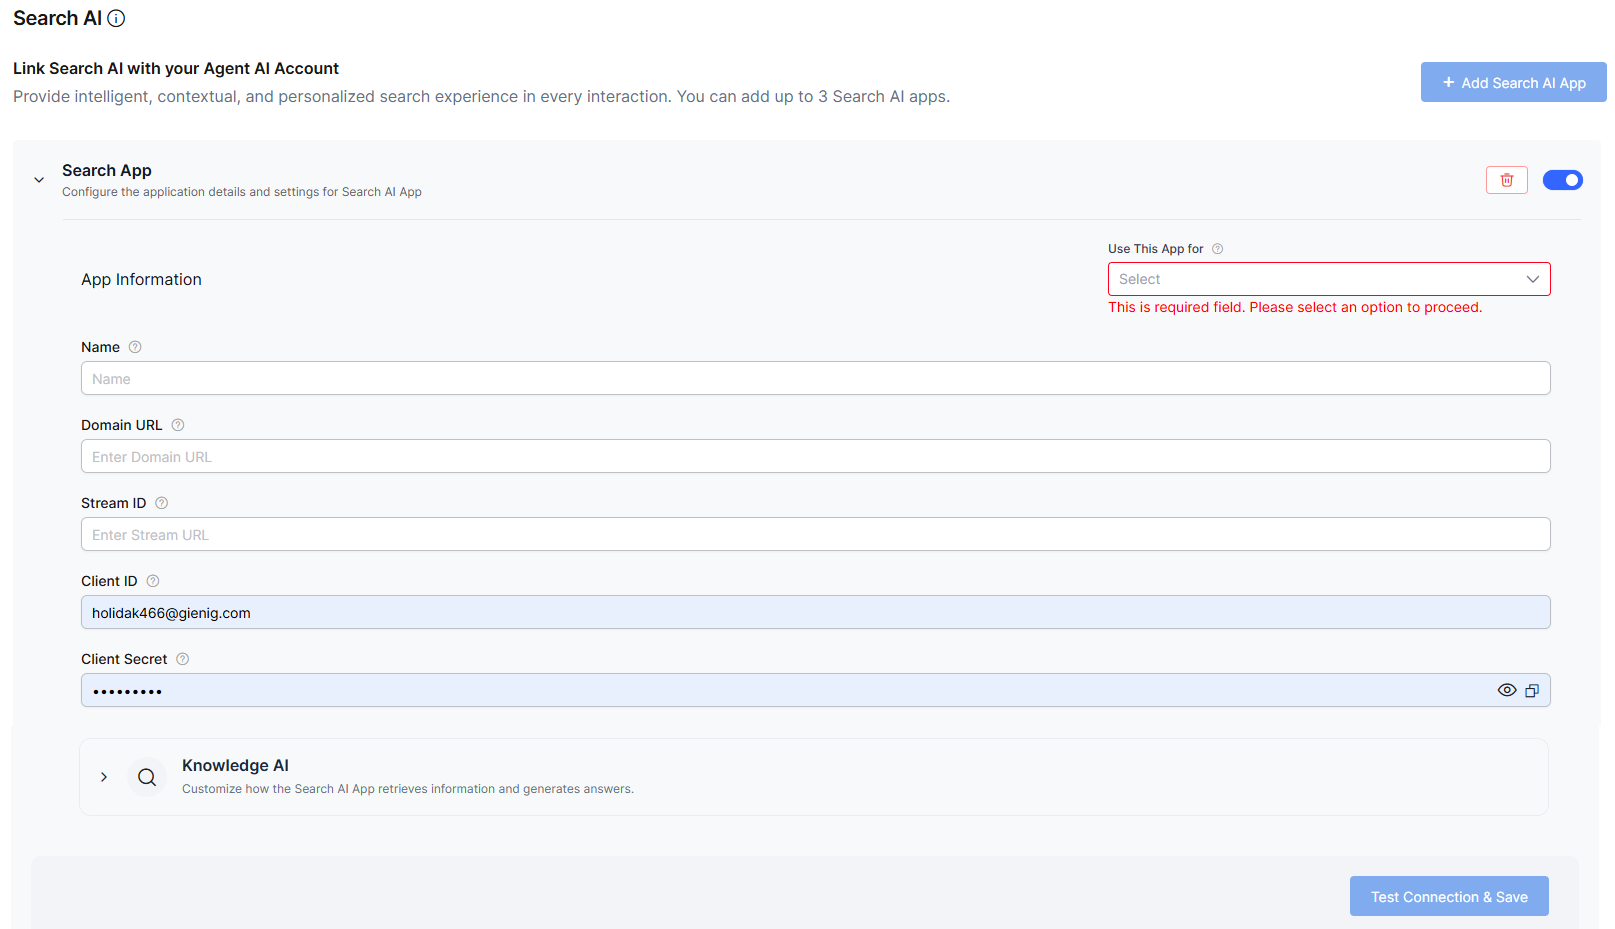 Search AI
Link Search AI with your Agent AI Account
Provide intelligent, contextual, and personalized search experience in every interaction. You can add up to 3 Search AI apps.
+ Add Search AI App
Search App
Configure the application details and settings for Search AI App
Use This App for
App Information
Select
This is required field. Please select an option to proceed.
Name
Name
Domain URL
Enter Domain URL
Stream ID
Enter Stream URL
Client ID
holidak466@gienig.com
Client Secret
•••••••••
Knowledge AI
Customize how the Search AI App retrieves information and generates answers.
Test Connection & Save